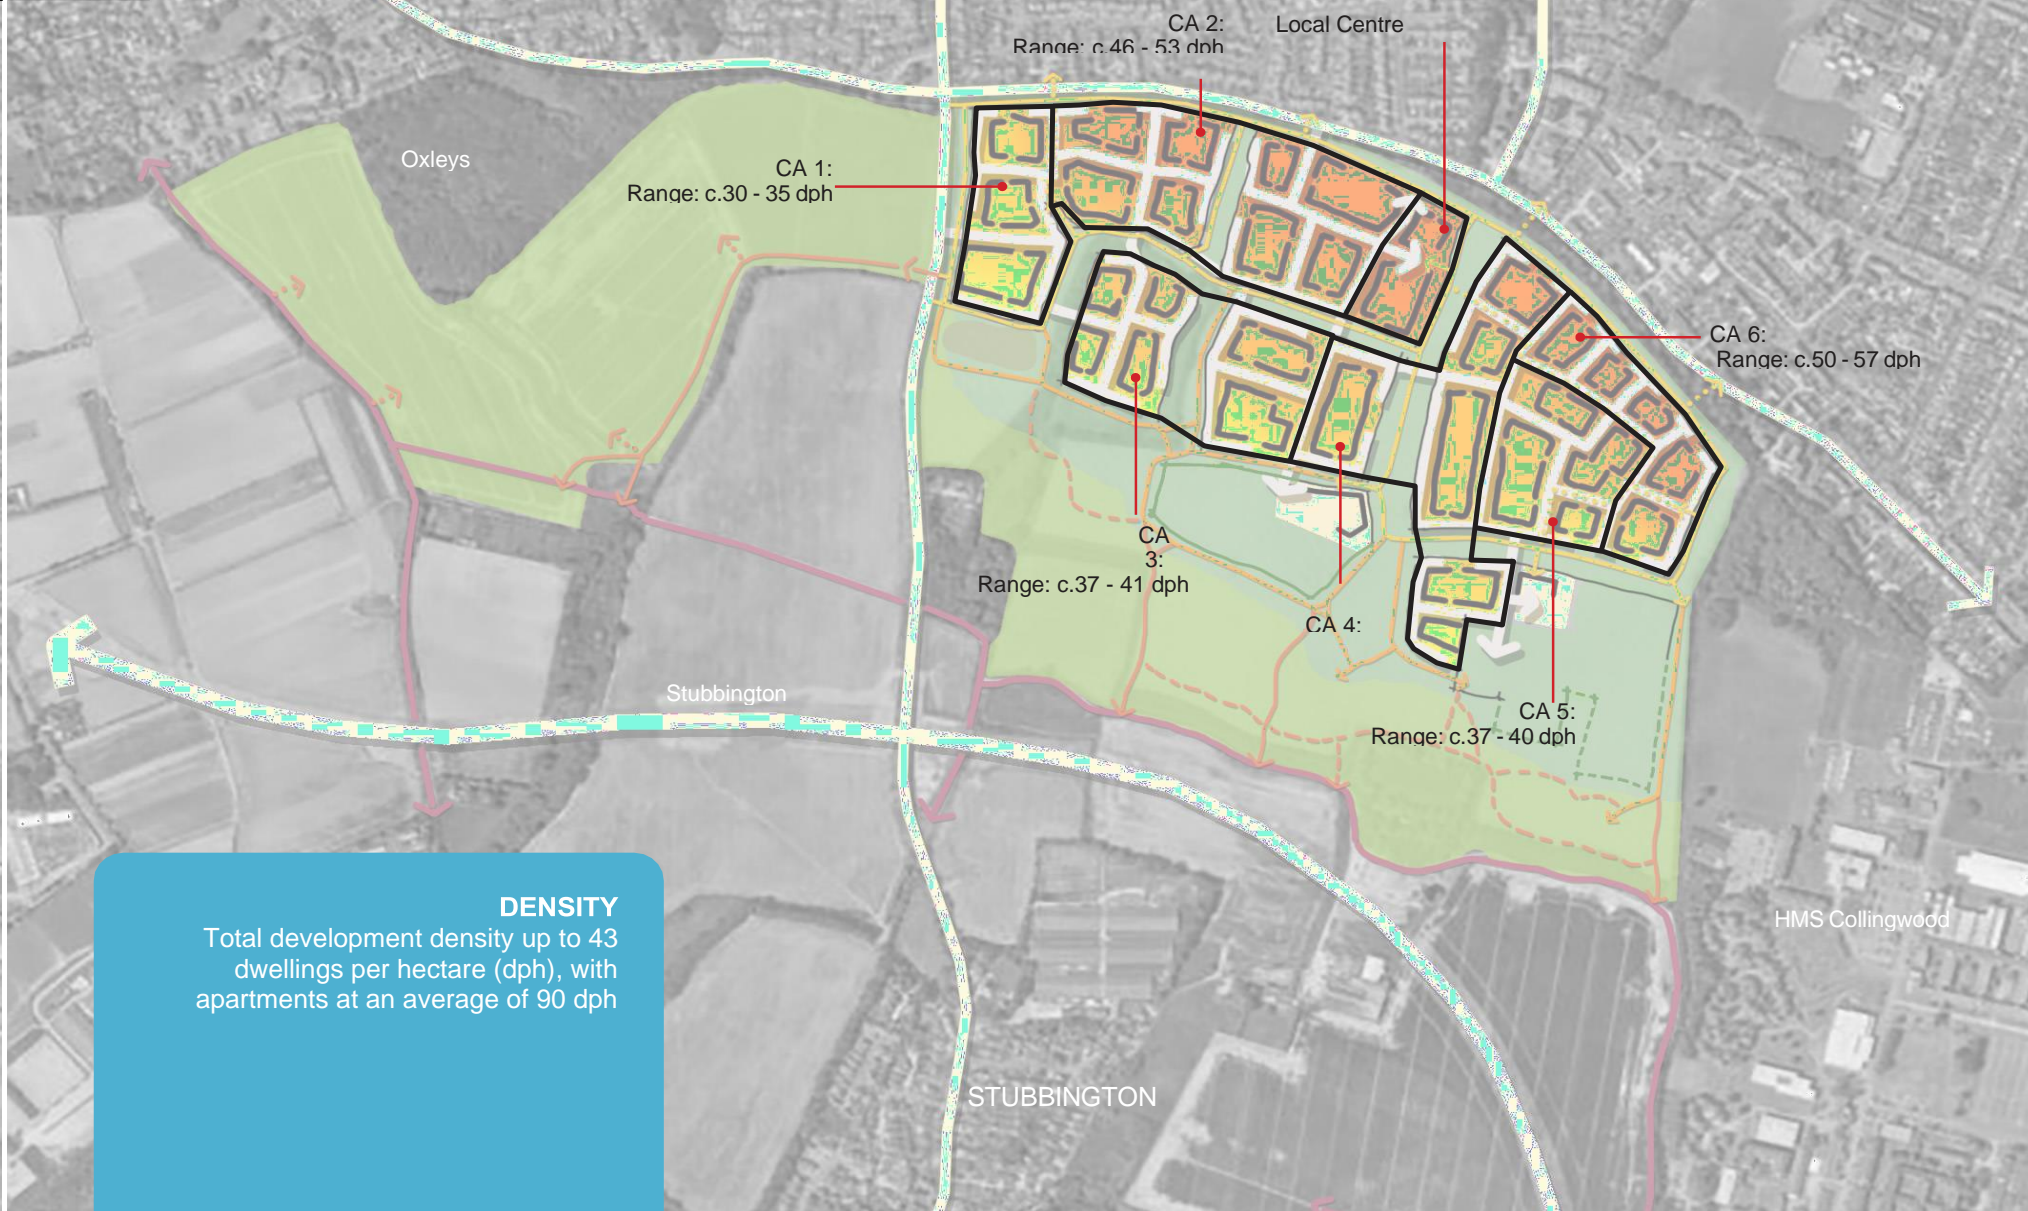 CA 2:
Range: c.46 - 53 dph
Local Centre
Oxleys
CA 1:
Range: c.30 - 35 dph
CA 6:
Range: c.50 - 57 dph
CA
3:
Range: c.37 - 41 dph
CA 4:
Stubbington
CA 5:
Range: c.37 - 40 dph
DENSITY
Total development density up to 43
dwellings per hectare (dph), with
apartments at an average of 90 dph
HMS Collingwood
STUBBINGTON